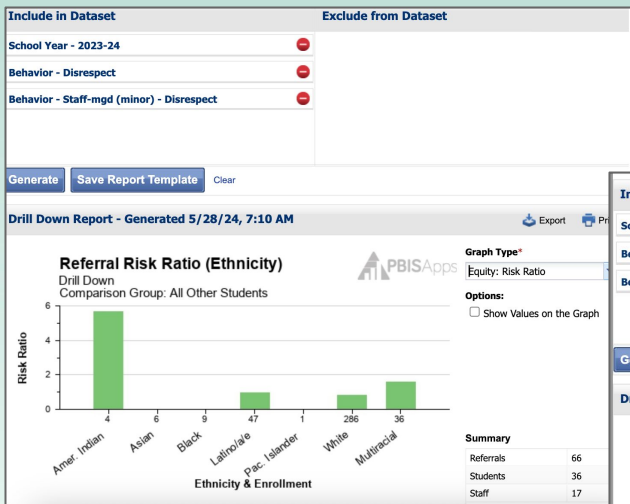 Include in Dataset
Exclude from Dataset
School Year - 2023-24
Behavior - Disrespect
Behavior - Staff-mgd (minor) - Disrespect
Generate
Save Report Template
Clear
Drill Down Report - Generated 5/28/24, 7:10 AM
Export
Referral Risk Ratio (Ethnicity)
Drill Down
Comparison Group: All Other Students
PBISApps
Graph Type*
Equity: Risk Ratio
Options:
Show Values on the Graph
Risk Ratio
6
4
2
0
4 6 9 47 1 286 36
Amer. Indian Asian Black Latino/a/e Pac. Islander White Multiracial
Ethnicity & Enrollment
Summary
Referrals 66
Students 36
Staff 17